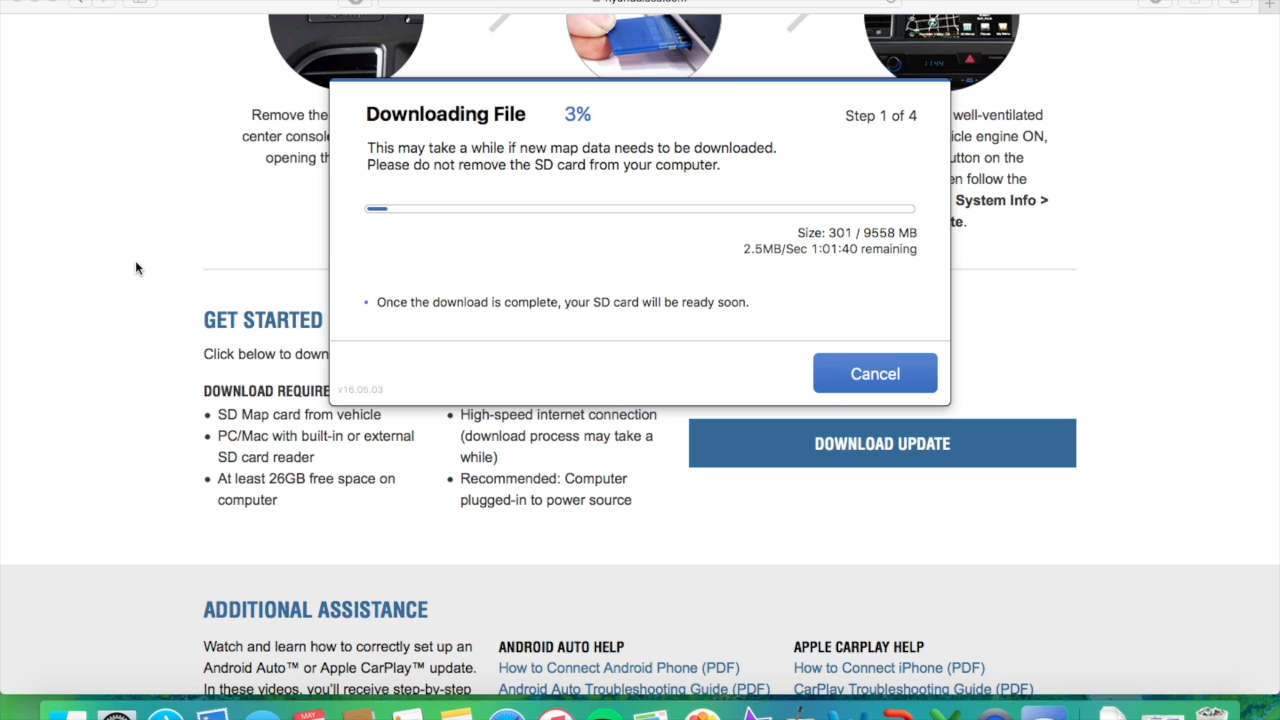 Remove the
center console
opening th
well-ventilated
icle engine ON,
utton on the
en follow the
System Info >
te.
Downloading File 3% Step 1 of 4
This may take a while if new map data needs to be downloaded.
Please do not remove the SD card from your computer.
Size: 301 / 9558 MB
2.5MB/Sec 1:01:40 remaining
• Once the download is complete, your SD card will be ready soon.
v16.05.03
Cancel
GET STARTED
Click below to down
DOWNLOAD REQUIRE
• SD Map card from vehicle
• PC/Mac with built-in or external
SD card reader
• At least 26GB free space on
computer
• High-speed internet connection
(download process may take a
while)
• Recommended: Computer
plugged-in to power source
DOWNLOAD UPDATE
ADDITIONAL ASSISTANCE
Watch and learn how to correctly set up an
Android Auto™ or Apple CarPlay™ update.
In these videos, you'll receive step-by-step
ANDROID AUTO HELP
How to Connect Android Phone (PDF)
Android Auto Troubleshooting Guide (PDF)
APPLE CARPLAY HELP
How to Connect iPhone (PDF)
CarPlay Troubleshooting Guide (PDF)
MAY